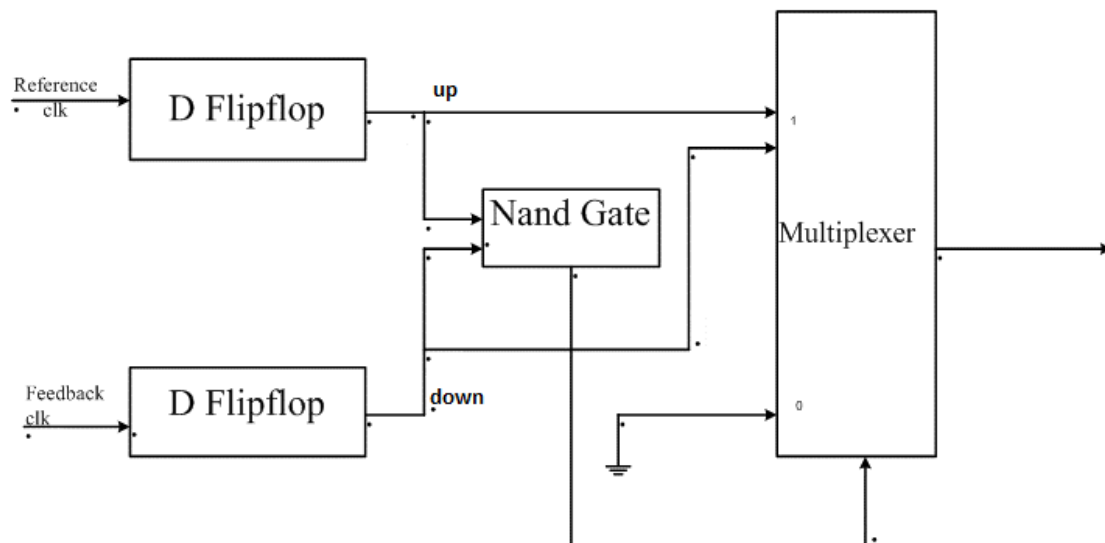 Reference
clk
D Flipflop
up
1
Nand Gate
Multiplexer
Feedback
clk
D Flipflop
down
0